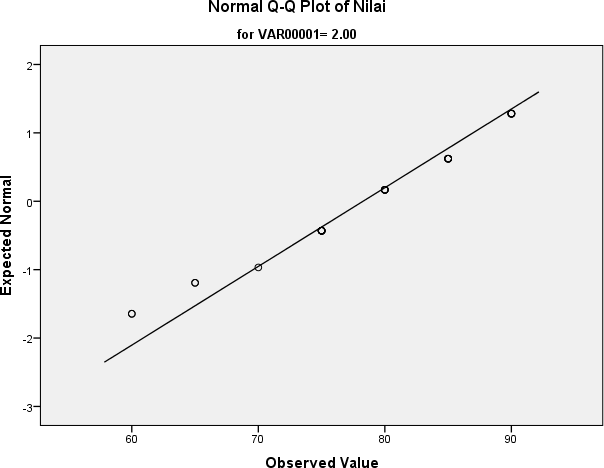 Normal Q-Q Plot of Nilai
for VAR00001= 2.00
Expected Normal
2
1
0
-1
-2
-3
60 70 80 90
Observed Value